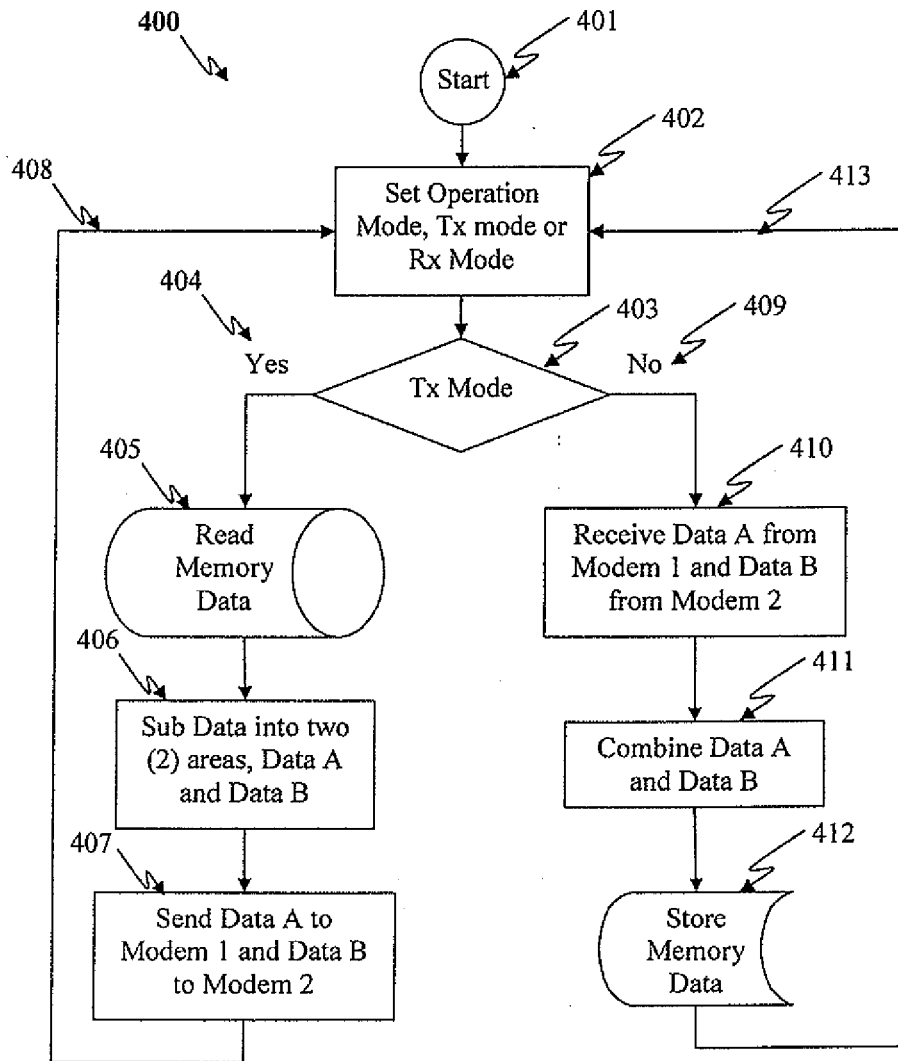 400
401
Start
402
408
413
Set Operation
Mode, Tx mode or
Rx Mode
404
403
409
Yes
No
Tx Mode
405
410
Read
Memory
Data
Receive Data A from
Modem 1 and Data B
from Modem 2
406
411
Sub Data into two
(2) areas, Data A
and Data B
Combine Data A
and Data B
407
412
Send Data A to
Modem 1 and Data B
to Modem 2
Store
Memory
Data